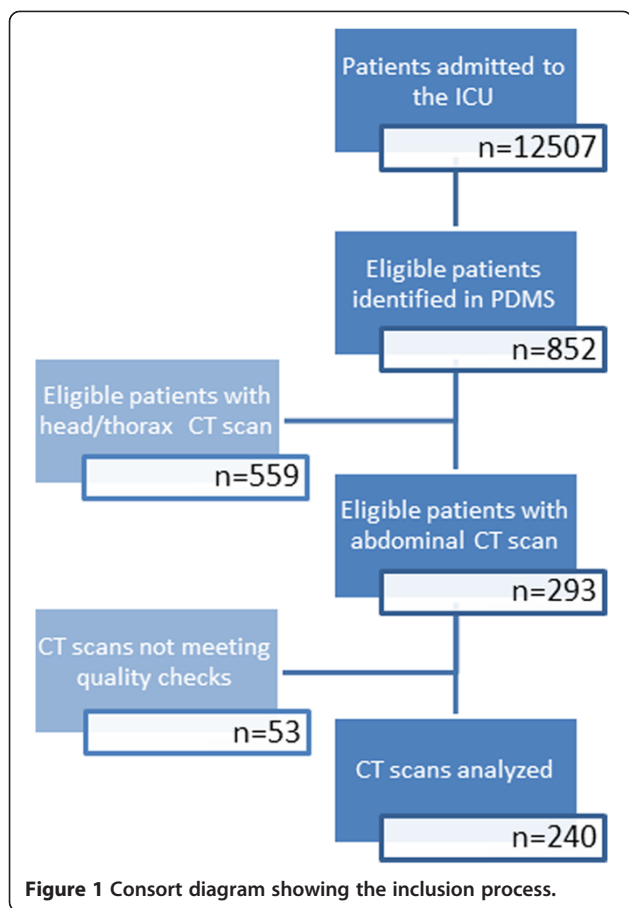 Patients admitted to
the ICU
n=12507
Eligible patients
identified in PDMS
n=852
Eligible patients with
head/thorax CT scan
n=559
Eligible patients with
abdominal CT scan
n=293
CT scans not meeting
quality checks
n=53
CT scans analyzed
n=240
Figure 1 Consort diagram showing the inclusion process.